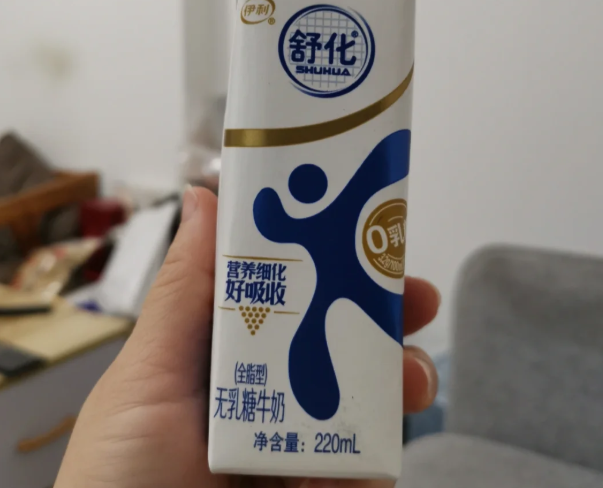 伊利
舒化
SHUHUA
0乳
营养细化
好吸收
(全脂型)
无乳糖牛奶
净含量：220mL